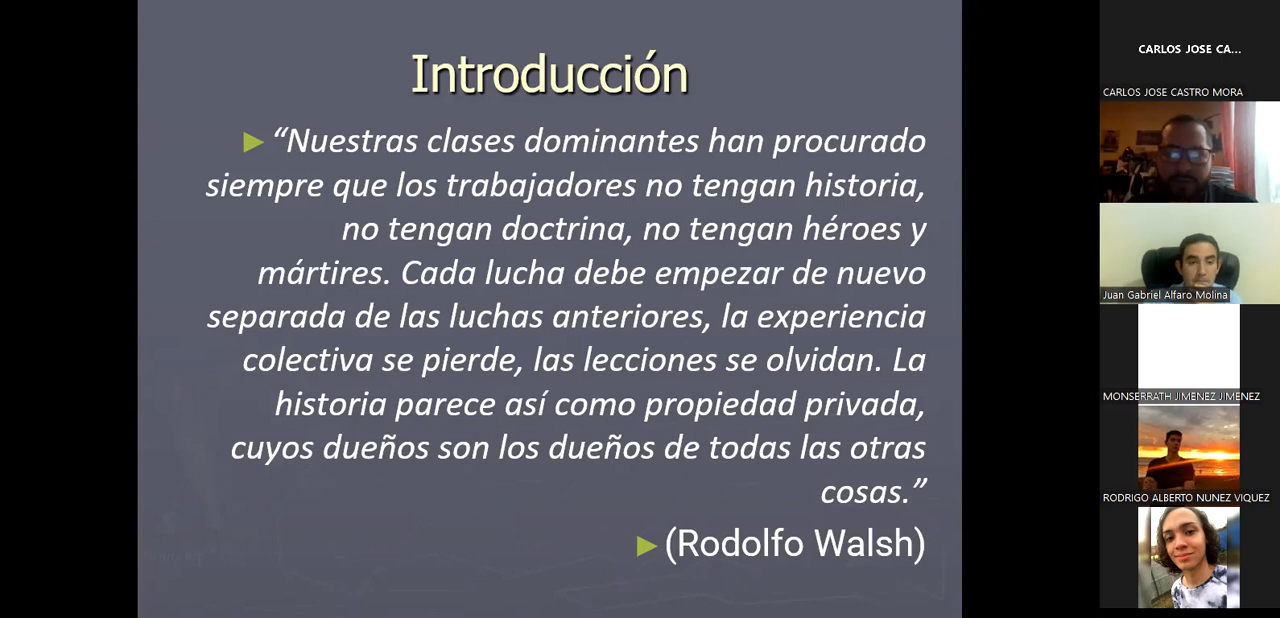 Introducción
“Nuestras clases dominantes han procurado
siempre que los trabajadores no tengan historia,
no tengan doctrina, no tengan héroes y
mártires. Cada lucha debe empezar de nuevo
separada de las luchas anteriores, la experiencia
colectiva se pierde, las lecciones se olvidan. La
historia parece así como propiedad privada,
cuyos dueños son los dueños de todas las otras
cosas.”
(Rodolfo Walsh)
CARLOS JOSE CA...
CARLOS JOSE CASTRO MORA
Juan Gabriel Alfaro Molina
MONSERRATH JIMENEZ JIMENEZ
RODRIGO ALBERTO NUNEZ VIQUEZ